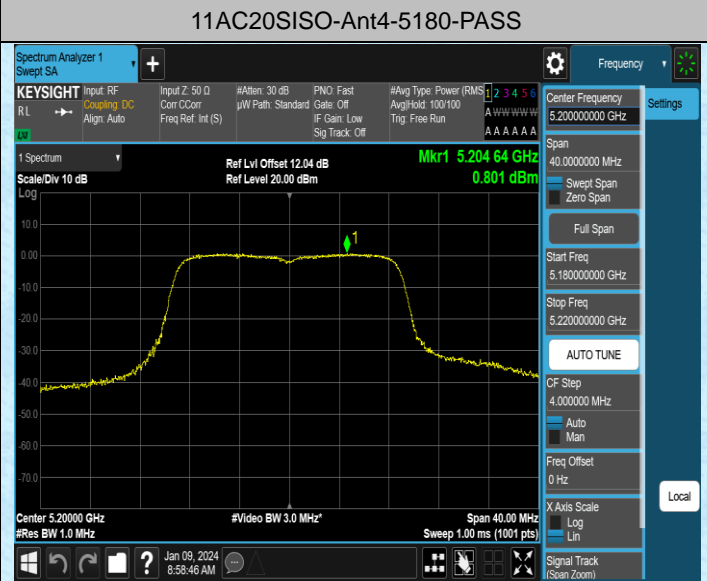 11AC20SISO-Ant4-5180-PASS
Spectrum Analyzer 1
Swept SA
+
Frequency
KEYSIGHT
RL
LXI
Input: RF
Coupling: DC
Align: Auto
Input Z: 50 Ω
Corr CCorr
Freq Ref: Int (S)
#Atten: 30 dB
µW Path: Standard
PNO: Fast
Gate: Off
IF Gain: Low
Sig Track: Off
#Avg Type: Power (RMS
Avg|Hold: 100/100
Trig: Free Run
1 2 3 4 5 6
A W W W W W
A A A A A A
1 Spectrum
Scale/Div 10 dB
Log
Ref Lvl Offset 12.04 dB
Ref Level 20.00 dBm
Mkr1 5.204 64 GHz
0.801 dBm
1
10.0
0.00
-10.0
-20.0
-30.0
-40.0
-50.0
-60.0
-70.0
Center 5.20000 GHz
#Video BW 3.0 MHz*
Span 40.00 MHz
#Res BW 1.0 MHz
Sweep 1.00 ms (1001 pts)
Center Frequency
5.200000000 GHz
Settings
Span
40.0000000 MHz
Swept Span
Zero Span
Full Span
Start Freq
5.180000000 GHz
Stop Freq
5.220000000 GHz
AUTO TUNE
CF Step
4.000000 MHz
Auto
Man
Freq Offset
0 Hz
X Axis Scale
Log
Lin
Local
Signal Track
(Span Zoom)
?
Jan 09, 2024
8:58:46 AM